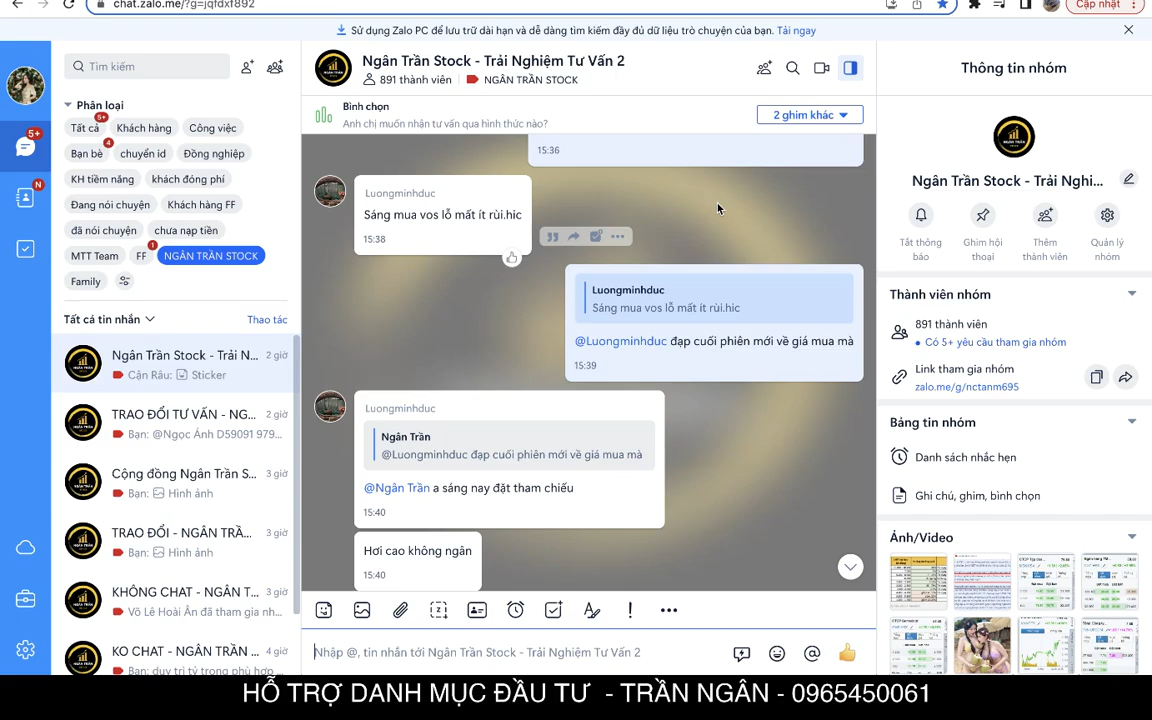 chat.zalo.me/?g=jqfdxf892
Cập nhật
Sử dụng Zalo PC để lưu trữ dài hạn và dễ dàng tìm kiếm đầy đủ dữ liệu trò chuyện của bạn. Tải ngay
Tìm kiếm
Phân loại
Tất cả 5+
Khách hàng
Công việc
Bạn bè 4
chuyển id
Đồng nghiệp
KH tiềm năng
khách đóng phí
Đang nói chuyện
Khách hàng FF
đã nói chuyện
chưa nạp tiền
MTT Team
FF 1
NGÂN TRẦN STOCK
Family
Tất cả tin nhắn
Thao tác
5+
N
Ngân Trần Stock - Trải N... 2 giờ
Cận Râu: Sticker
TRAO ĐỔI TƯ VẤN - NG... 2 giờ
Bạn: @Ngọc Ánh D59091 979...
Cộng đồng Ngân Trần S... 3 giờ
Bạn: Hình ảnh
TRAO ĐỔI - NGÂN TRẦ... 3 giờ
Bạn: Hình ảnh
KHÔNG CHAT - NGÂN T... 3 giờ
Võ Lê Hoài Ân đã tham gia nh...
KO CHAT - NGÂN TRẦN ... 4 giờ
Bạn: duy trì tỷ trọng phù hợp...
Ngân Trần Stock - Trải Nghiệm Tư Vấn 2
891 thành viên
NGÂN TRẦN STOCK
Bình chọn
Anh chị muốn nhận tư vấn qua hình thức nào?
2 ghim khác
15:36
Luongminhduc
Sáng mua vos lỗ mất ít rùi.hic
15:38
Luongminhduc
Sáng mua vos lỗ mất ít rùi.hic
@Luongminhduc đạp cuối phiên mới về giá mua mà
15:39
Luongminhduc
Ngân Trần
@Luongminhduc đạp cuối phiên mới về giá mua mà
@Ngân Trần a sáng nay đặt tham chiếu
15:40
Hơi cao không ngân
15:40
Nhập @, tin nhắn tới Ngân Trần Stock - Trải Nghiệm Tư Vấn 2
Thông tin nhóm
Ngân Trần Stock - Trải Nghi...
Tắt thông báo
Ghim hội thoại
Thêm thành viên
Quản lý nhóm
Thành viên nhóm
891 thành viên
Có 5+ yêu cầu tham gia nhóm
Link tham gia nhóm
zalo.me/g/nctanm695
Bảng tin nhóm
Danh sách nhắc hẹn
Ghi chú, ghim, bình chọn
Ảnh/Video
HỖ TRỢ DANH MỤC ĐẦU TƯ - TRẦN NGÂN - 0965450061